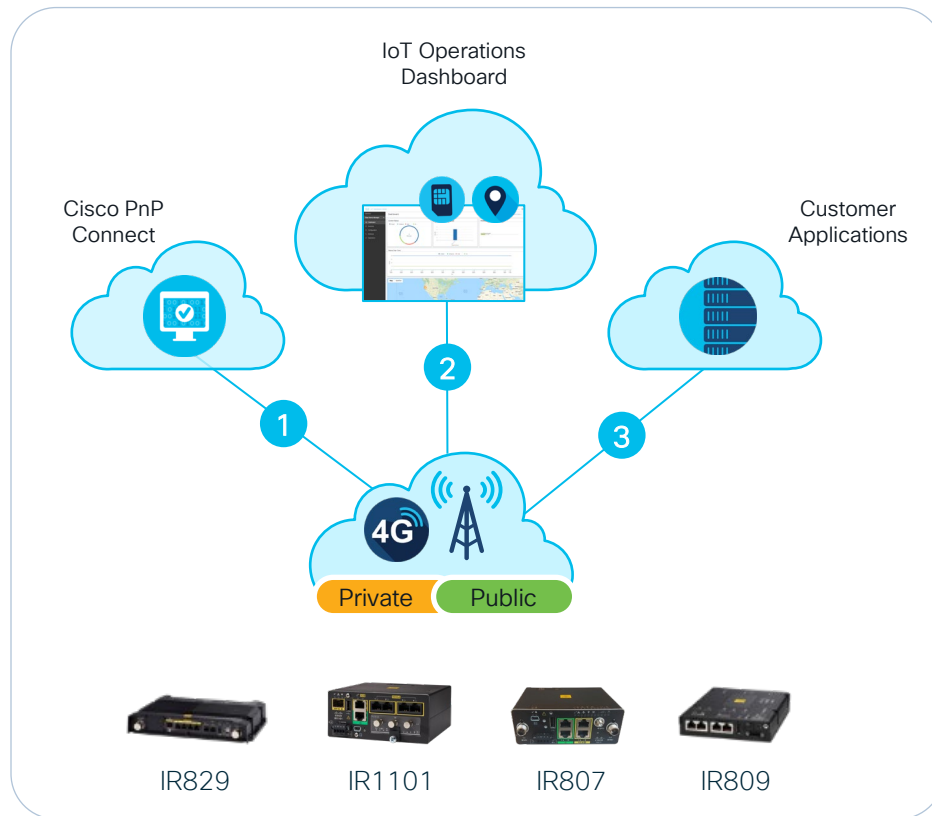 IoT Operations
Dashboard
Cisco PnP
Connect
Customer
Applications
1
2
3
4G
Private
Public
IR829
IR1101
IR807
IR809